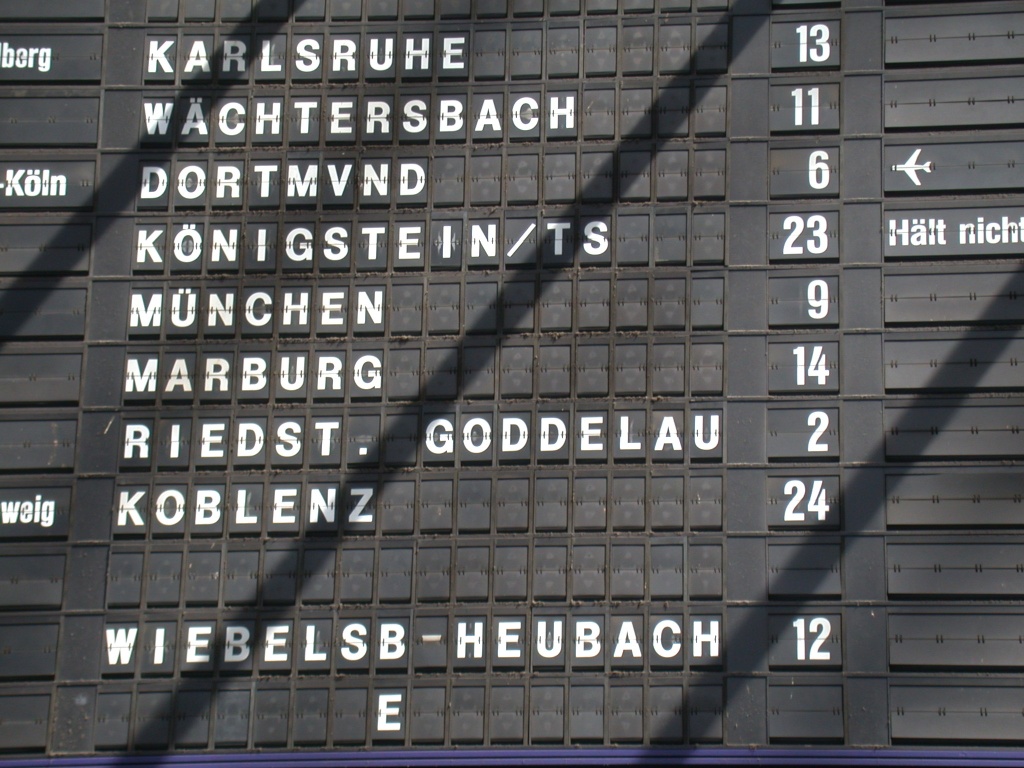 lberg KARLSRUHE 13
WÄCHTERSBACH 11
-Köln DORTMVND 6
KÖNIGSTEIN/TS 23 Hält nicht
MÜNCHEN 9
MARBURG 14
RIEDST. GODDELAU 2
weig KOBLENZ 24
WIEBELSB-HEUBACH 12
E